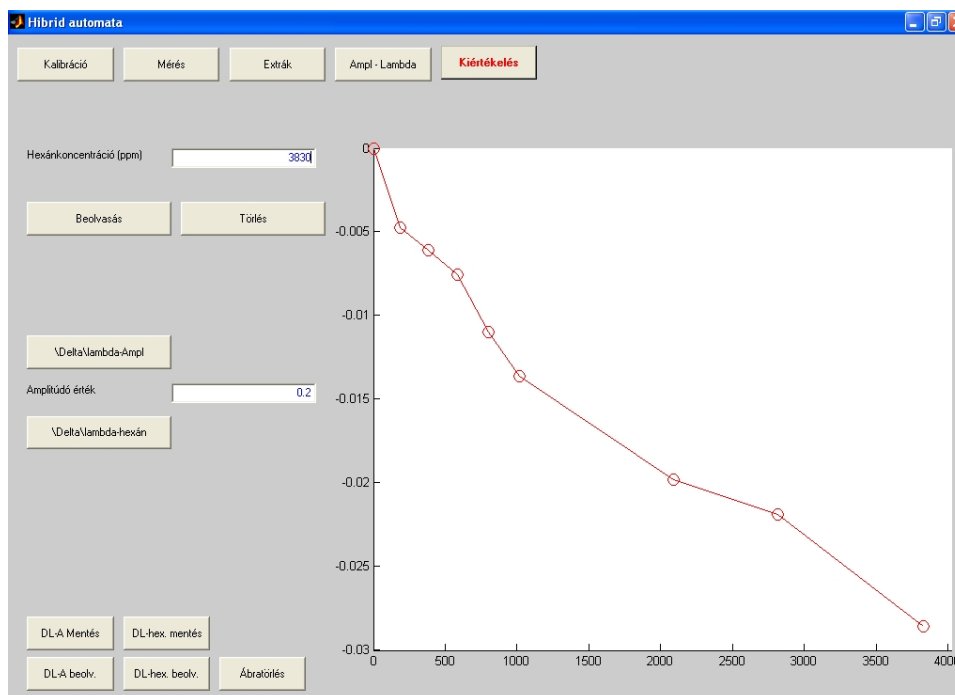 Hibrid automata
Kalibráció Mérés Extrák Ampl - Lambda Kiértékelés
Hexánkoncentráció (ppm) 3830
Beolvasás Törlés
\Delta\lambda-Ampl
Amplitúdó érték 0.2
\Delta\lambda-hexán
DL-A Mentés DL-hex. mentés
DL-A beolv. DL-hex. beolv. Ábratörlés
0
-0.005
-0.01
-0.015
-0.02
-0.025
-0.03
0 500 1000 1500 2000 2500 3000 3500 4000